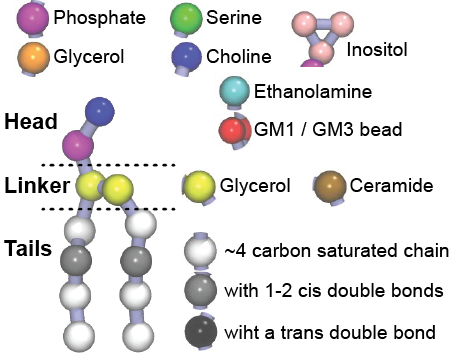 Phosphate
Serine
Inositol
Glycerol
Choline
Ethanolamine
Head
GM1 / GM3 bead
Linker
Glycerol
Ceramide
Tails
~4 carbon saturated chain
with 1-2 cis double bonds
wiht a trans double bond